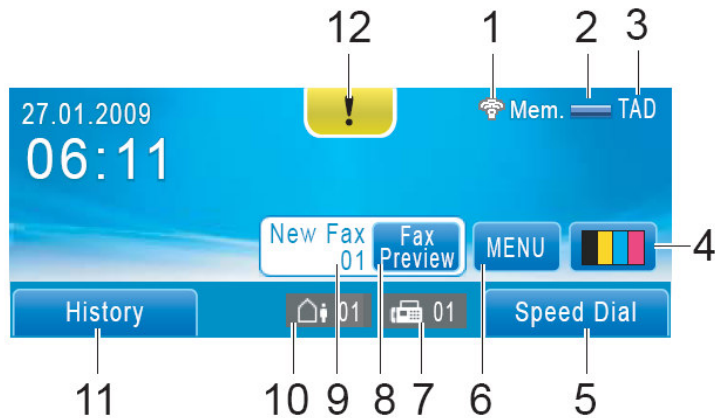 12 1 2 3
27.01.2009
06:11
!
Mem. TAD
New Fax
01
Fax
Preview
MENU
4
History
01
01
Speed Dial
11 10 9 8 7 6 5